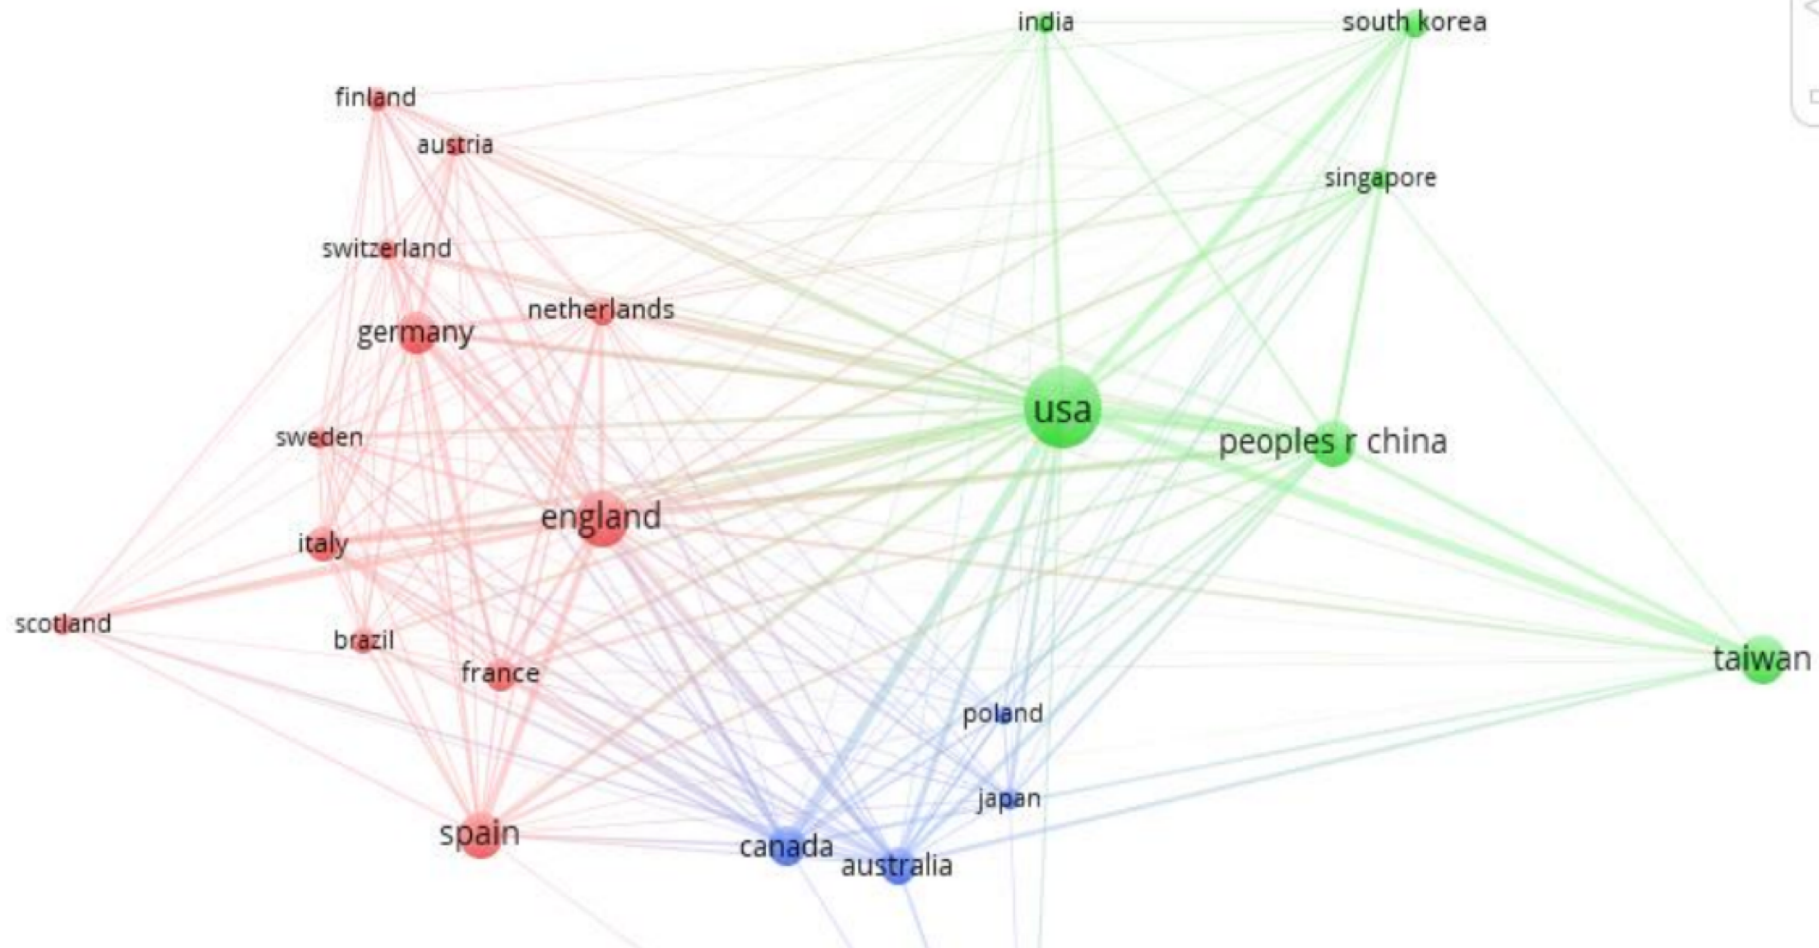 india
south korea
finland
austria
singapore
switzerland
netherlands
germany
usa
sweden
peoples r china
england
italy
scotland
brazil
taiwan
france
poland
japan
spain
canada
australia